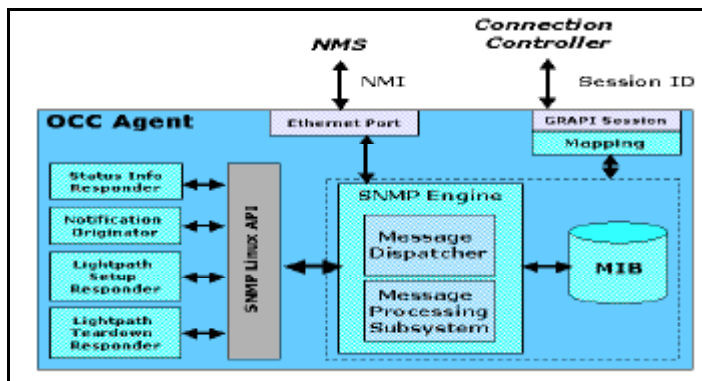 NMS
Connection
Controller
NMI
Session ID
OCC Agent
Ethernet Port
GRAPI Session
Mapping
Status Info
Responder
Notification
Originator
Lightpath
Setup
Responder
Lightpath
Teardown
Responder
SNMP Linux API
SNMP Engine
Message
Dispatcher
Message
Processing
Subsystem
MIB